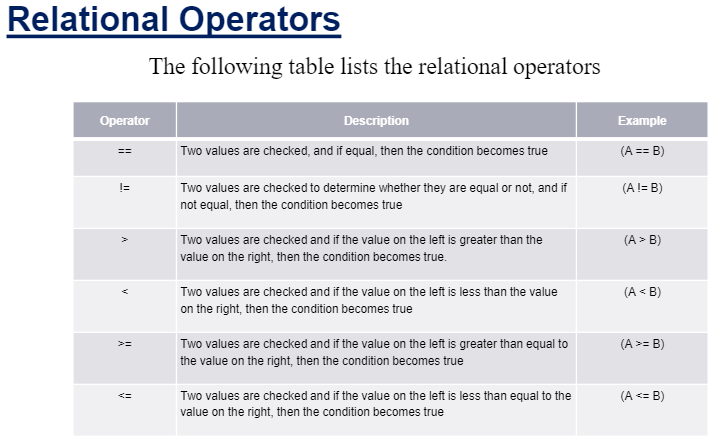 Relational Operators
The following table lists the relational operators
Operator Description Example
== Two values are checked, and if equal, then the condition becomes true (A == B)
!= Two values are checked to determine whether they are equal or not, and if (A != B)
not equal, then the condition becomes true
> Two values are checked and if the value on the left is greater than the (A > B)
value on the right, then the condition becomes true.
< Two values are checked and if the value on the left is less than the value (A < B)
on the right, then the condition becomes true
>= Two values are checked and if the value on the left is greater than equal to (A >= B)
the value on the right, then the condition becomes true
<= Two values are checked and if the value on the left is less than equal to the (A <= B)
value on the right, then the condition becomes true